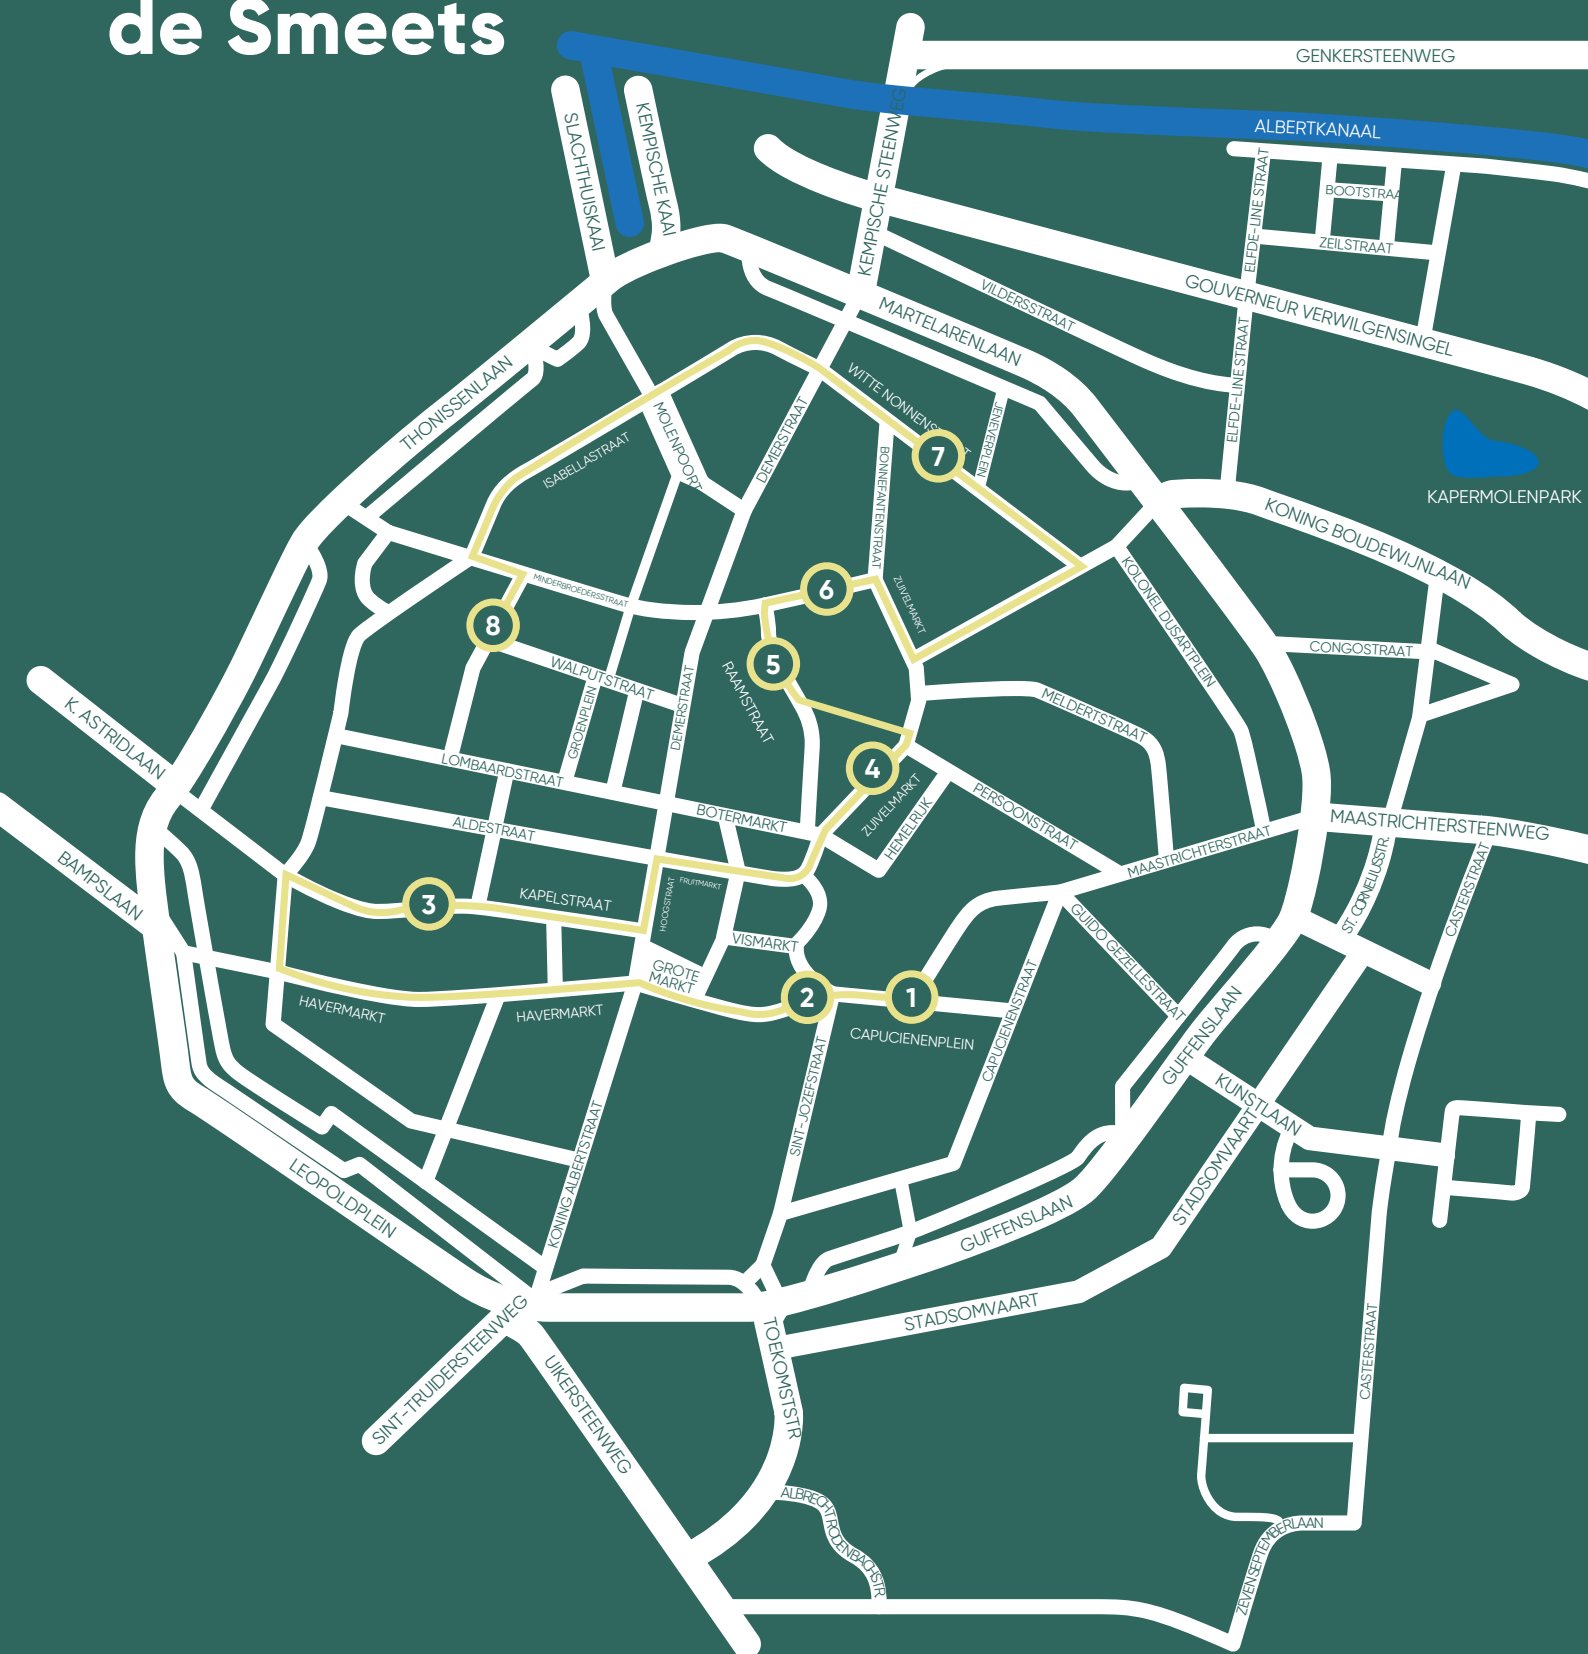 de Smeets
GENKERSTEENWEG
ALBERTKANAAL
SLACHTHUISKAAI
KEMPISCHE KAAI
KEMPISCHE STEENWEG
ELFDE-LINE STRAAT
BOOTSTRAA
ZEILSTRAAT
GOUVERNEUR VERWILGENSINGEL
VILDERSSTRAAT
MARTELARENLAAN
ELFDE-LINE STRAAT
THONISSENLAAN
WITTE NONNENS
JENEVERPLEIN
MOLENPOORT
DEMERSTRAAT
ISABELLASTRAAT
BONNEFANTENSTRAAT
7
KAPERMOLENPARK
KONING BOUDEWIJNLAAN
KOLONEL DUSARTPLEIN
MINDERBROEDERSSTRAAT
6
ZUIVELMARKT
8
CONGOSTRAAT
WALPUTSTRAAT
5
RAAMSTRAAT
DEMERSTRAAT
GROENPLEIN
MELDERTSTRAAT
K. ASTRIDLAAN
LOMBAARDSTRAAT
4
ZUIVELMARKT
HEMELRIJK
PERSOONSTRAAT
BOTERMARKT
ALDESTRAAT
MAASTRICHTERSTRAAT
MAASTRICHTERSTEENWEG
BAMPSLAAN
3
KAPELSTRAAT
HOOGSTRAAT
FRUITMARKT
ST. CORNELIUSSTR.
CASTERSTRAAT
GUIDO GEZELLESTRAAT
VISMARKT
GROTE
MARKT
2
1
HAVERMARKT
HAVERMARKT
CAPUCIENENPLEIN
CAPUCIENENSTRAAT
GUFFENSLAAN
KUNSTLAAN
SINT-JOZEFSTRAAT
KONING ALBERTSTRAAT
LEOPOLDPLEIN
GUFFENSLAAN
STADSOMVAART
STADSOMVAART
SINT-TRUIDERSTEENWEG
UIKERSTEENWEG
TOEKOMSTSTR
CASTERSTRAAT
ALBRECHT RODENBACHSTR
ZEVENSEPTEMBERLAAN